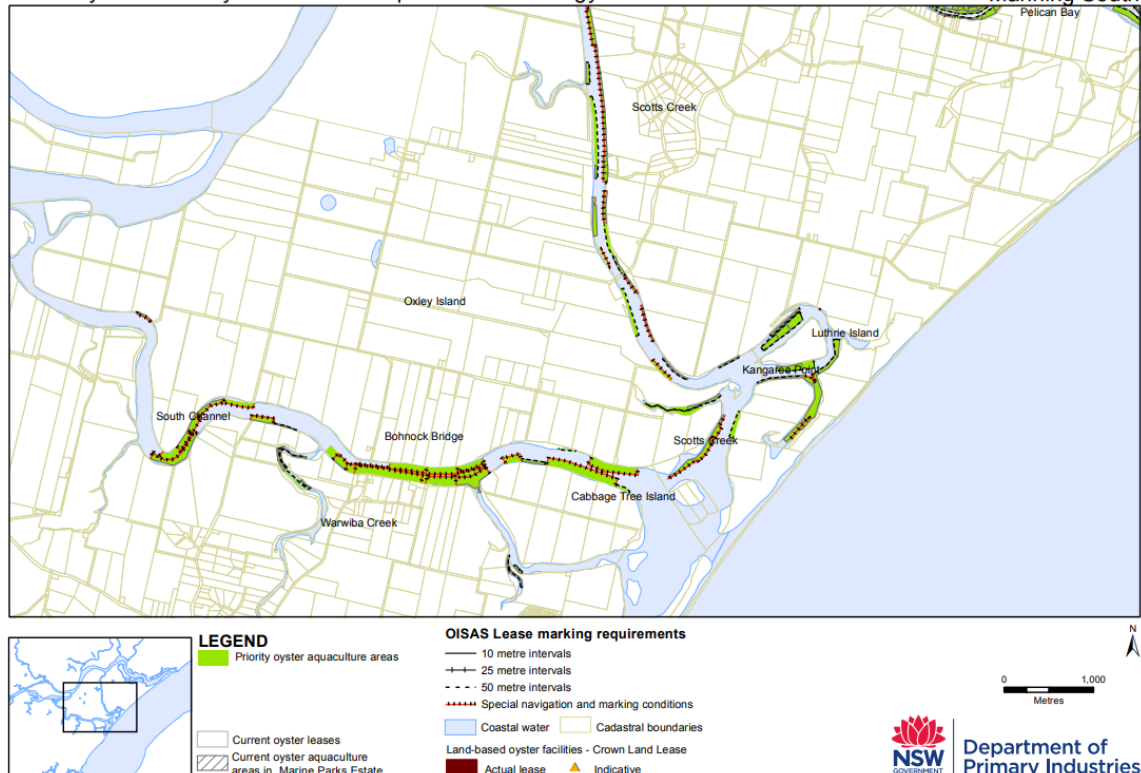 Manning South
Pelican Bay
Scotts Creek
Oxley Island
Luthrie Island
Kangaree Point
South Channel
Bohnock Bridge
Scotts Creek
Cabbage Tree Island
Warwiba Creek
LEGEND
Priority oyster aquaculture areas
Current oyster leases
Current oyster aquaculture
areas in Marine Parks Estate
OISAS Lease marking requirements
10 metre intervals
25 metre intervals
50 metre intervals
Special navigation and marking conditions
Coastal water
Cadastral boundaries
Land-based oyster facilities - Crown Land Lease
Actual lease
Indicative
N
0 1,000
Metres
NSW
GOVERNMENT
Department of
Primary Industries